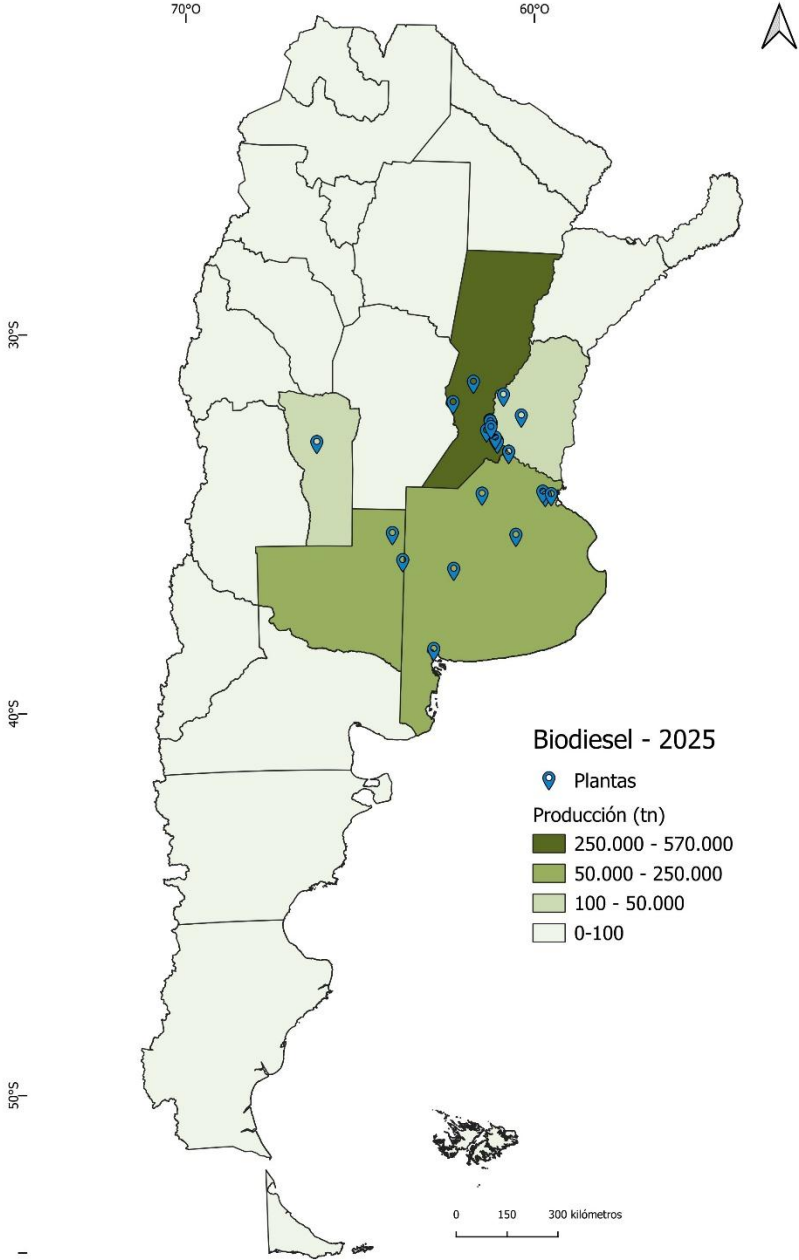 70°O
60°O
30°S
40°S
50°S
Biodiesel - 2025
Plantas
Producción (tn)
250.000 - 570.000
50.000 - 250.000
100 - 50.000
0-100
0 150 300 kilómetros